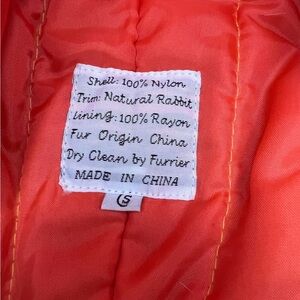 Shell: 100% Nylon
Trim: Natural Rabbit
Lining: 100% Rayon
Fur Origin China
Dry Clean by Furrier
MADE IN CHINA
S